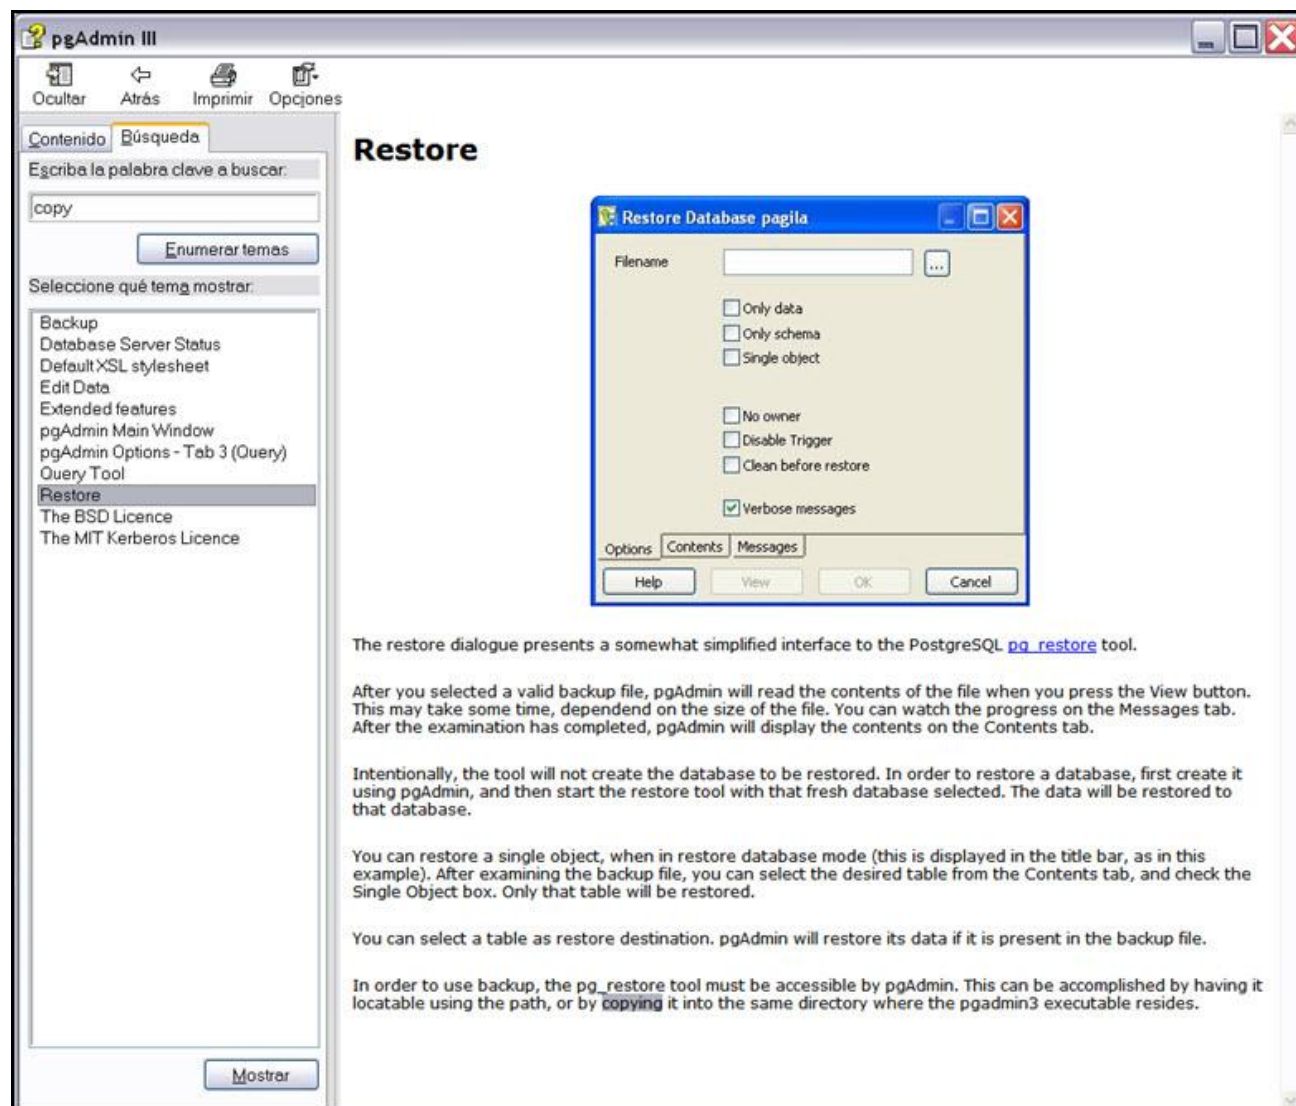 pgAdmin III
Ocultar Atrás Imprimir Opciones
Contenido Búsqueda
Escriba la palabra clave a buscar:
copy
Enumerar temas
Seleccione qué tema mostrar:
Backup
Database Server Status
Default XSL stylesheet
Edit Data
Extended features
pgAdmin Main Window
pgAdmin Options - Tab 3 (Query)
Query Tool
Restore
The BSD Licence
The MIT Kerberos Licence
Mostrar
Restore
Restore Database pagila
Filename
...
Only data
Only schema
Single object
No owner
Disable Trigger
Clean before restore
Verbose messages
Options Contents Messages
Help View OK Cancel
The restore dialogue presents a somewhat simplified interface to the PostgreSQL pg_restore tool.
After you selected a valid backup file, pgAdmin will read the contents of the file when you press the View button.
This may take some time, dependend on the size of the file. You can watch the progress on the Messages tab.
After the examination has completed, pgAdmin will display the contents on the Contents tab.
Intentionally, the tool will not create the database to be restored. In order to restore a database, first create it
using pgAdmin, and then start the restore tool with that fresh database selected. The data will be restored to
that database.
You can restore a single object, when in restore database mode (this is displayed in the title bar, as in this
example). After examining the backup file, you can select the desired table from the Contents tab, and check the
Single Object box. Only that table will be restored.
You can select a table as restore destination. pgAdmin will restore its data if it is present in the backup file.
In order to use backup, the pg_restore tool must be accessible by pgAdmin. This can be accomplished by having it
locatable using the path, or by copying it into the same directory where the pgadmin3 executable resides.